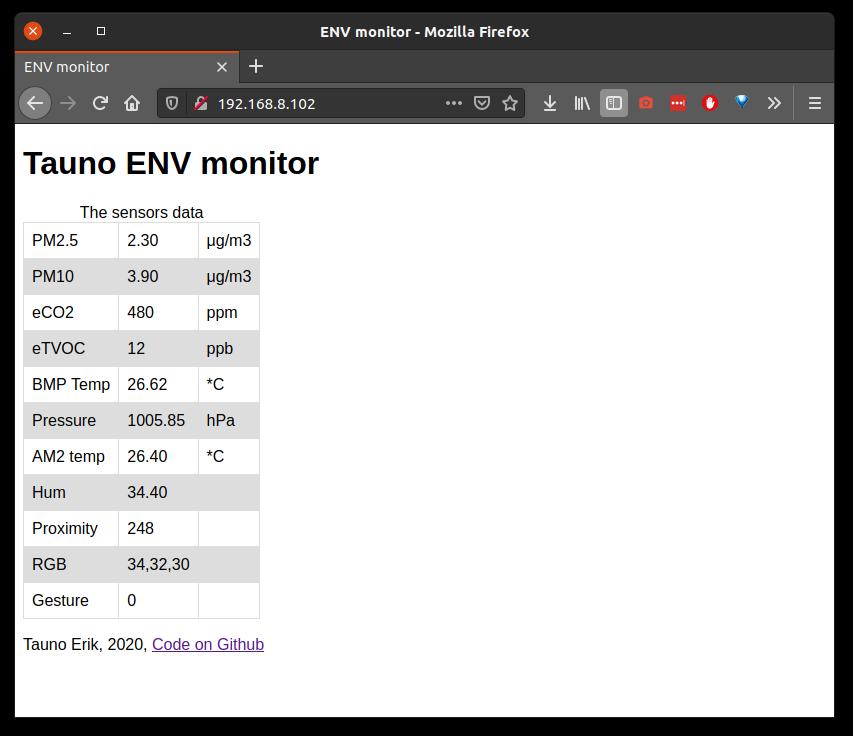 ENV monitor - Mozilla Firefox
ENV monitor
192.168.8.102
Tauno ENV monitor
The sensors data
PM2.5 2.30 µg/m3
PM10 3.90 µg/m3
eCO2 480 ppm
eTVOC 12 ppb
BMP Temp 26.62 *C
Pressure 1005.85 hPa
AM2 temp 26.40 *C
Hum 34.40
Proximity 248
RGB 34,32,30
Gesture 0
Tauno Erik, 2020, Code on Github